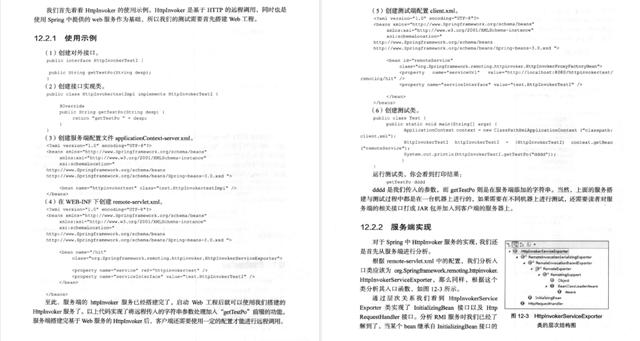 我们首先看看 HttpInvoker 的使用示例。HttpInvoker 是基于 HTTP 的远程调用，同时也是
使用 Spring 中提供的 web 服务作为基础，所以我们的测试需要首先搭建 Web 工程。
12.2.1 使用示例
（1）创建对外接口。
public interface HttpInvokerTestI {
public String getTestPo(String desp);
}
（2）创建接口实现类。
public class HttpInvokertestImpl implements HttpInvokerTestI {
@Override
public String getTestPo(String desp) {
return "getTestPo " + desp;
}
}
（3）创建服务端配置文件 applicationContext-server.xml。
<?xml version="1.0" encoding="UTF-8"?>
<beans xmlns="http://www.Springframework.org/schema/beans"
xmlns:xsi="http://www.w3.org/2001/XMLSchema-instance"
xsi:schemaLocation="
http://www.Springframework.org/schema/beans
http://www.Springframework.org/schema/beans/Spring-beans-3.0.xsd ">
<bean name="httpinvokertest" class="test.HttpInvokertestImpl" />
</beans>
（4）在 WEB-INF 下创建 remote-servlet.xml。
<?xml version="1.0" encoding="UTF-8"?>
<beans xmlns="http://www.Springframework.org/schema/beans"
xmlns:xsi="http://www.w3.org/2001/XMLSchema-instance"
xsi:schemaLocation="
http://www.Springframework.org/schema/beans
http://www.Springframework.org/schema/beans/Spring-beans-3.0.xsd ">
<bean name="/hit"
class="org.Springframework.remoting.httpinvoker.HttpInvokerServiceExporter">
<property name="service" ref="httpinvokertest" />
<property name="serviceInterface" value="test.HttpInvokerTestI" />
</bean>
</beans>
至此，服务端的 httpInvoker 服务已经搭建完了，启动 Web 工程后就可以使用我们搭建的
HttpInvoker 服务了。以上代码实现了将远程传入的字符串参数处理加入“getTestPo”前缀的功能。
服务端搭建完基于 Web 服务的 HttpInvoker 后，客户端还需要使用一定的配置才能进行远程调用。
（5）创建测试端配置 client.xml。
<?xml version="1.0" encoding="UTF-8"?>
<beans xmlns="http://www.Springframework.org/schema/beans"
xmlns:xsi="http://www.w3.org/2001/XMLSchema-instance"
xsi:schemaLocation="
http://www.Springframework.org/schema/beans
http://www.Springframework.org/schema/beans/Spring-beans-3.0.xsd ">
<bean id="remoteService"
class="org.Springframework.remoting.httpinvoker.HttpInvokerProxyFactoryBean">
<property name="serviceUrl" value="http://localhost:8080/httpinvokertest/
remoting/hit" />
<property name="serviceInterface" value="test.HttpInvokerTestI" />
</bean>
</beans>
（6）创建测试类。
public class Test {
public static void main(String[] args) {
ApplicationContext context = new ClassPathXmlApplicationContext ("classpath:
client.xml");
HttpInvokerTestI httpInvokerTestI = (HttpInvokerTestI) context.getBean
("remoteService");
System.out.println(httpInvokerTestI.getTestPo("dddd"));
}
}
运行测试类，你会看到打印结果：
getTestPo dddd
dddd 是我们传入的参数，而 getTestPo 则是在服务端添加的字符串。当然，上面的服务搭
建与测试过程中都是在一台机器上进行的，如果需要在不同机器上进行测试，还需要读者对服
务端的相关接口打成 JAR 包并加入到客户端的服务器上。
12.2.2 服务端实现
对于 Spring 中 HttpInvoker 服务的实现，我们还
是首先从服务端进行分析。
根据 remote-servlet.xml 中的配置，我们分析入
口类应该为 org.Springframework.remoting.httpinvoker.
HttpInvokerServiceExporter，那么同样，根据这个
类分析其入口函数，如图 12-3 所示。
通过层次关系我们看到 HttpInvokerService
Exporter 类实现了 InitializingBean 接口以及 Http
RequestHandler 接口。分析 RMI 服务时我们已经了
解到了，当某个 bean 继承自 InitializingBean 接口的
HttpInvokerServiceExporter
RemoteInvocationSerializingExporter
RemoteInvocationBasedExporter
RemoteExporter
RemotingSupport
Object
BeanClassLoaderAware
Aware
InitializingBean
HttpRequestHandler
图 12-3 HttpInvokerServiceExporter
类的层次结构图